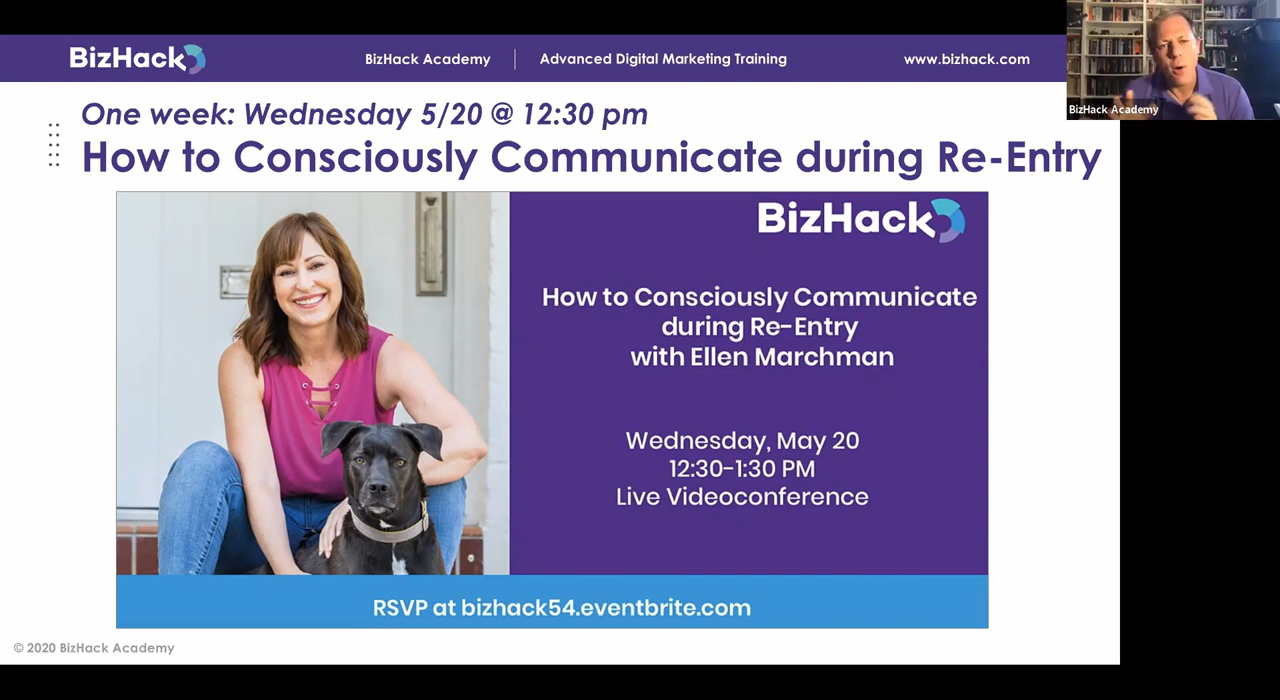 BizHack
BizHack Academy
Advanced Digital Marketing Training
www.bizhack.com
BizHack Academy
One week: Wednesday 5/20 @ 12:30 pm
How to Consciously Communicate during Re-Entry
BizHack
How to Consciously Communicate
during Re-Entry
with Ellen Marchman
Wednesday, May 20
12:30-1:30 PM
Live Videoconference
RSVP at bizhack54.eventbrite.com
© 2020 BizHack Academy